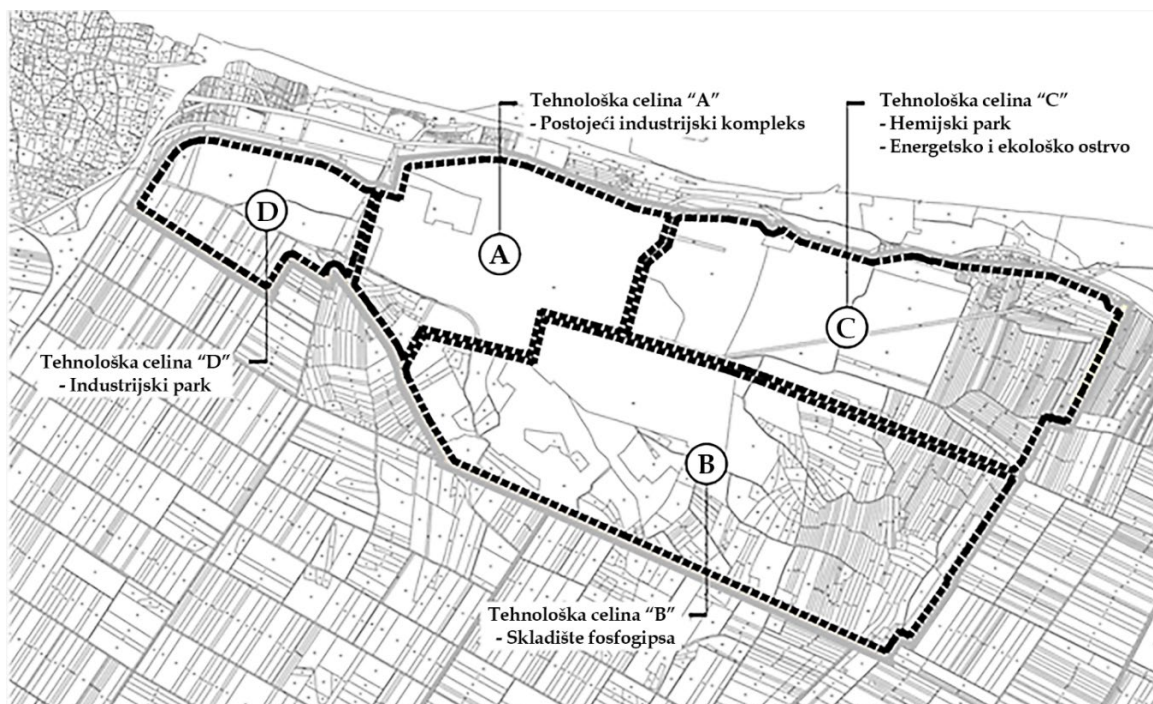 Tehnološka celina “A”
- Postojeći industrijski kompleks
Tehnološka celina “C”
- Hemijski park
- Energetsko i ekološko ostrvo
D
A
C
Tehnološka celina “D”
- Industrijski park
B
Tehnološka celina “B”
- Skladište fosfogipsa